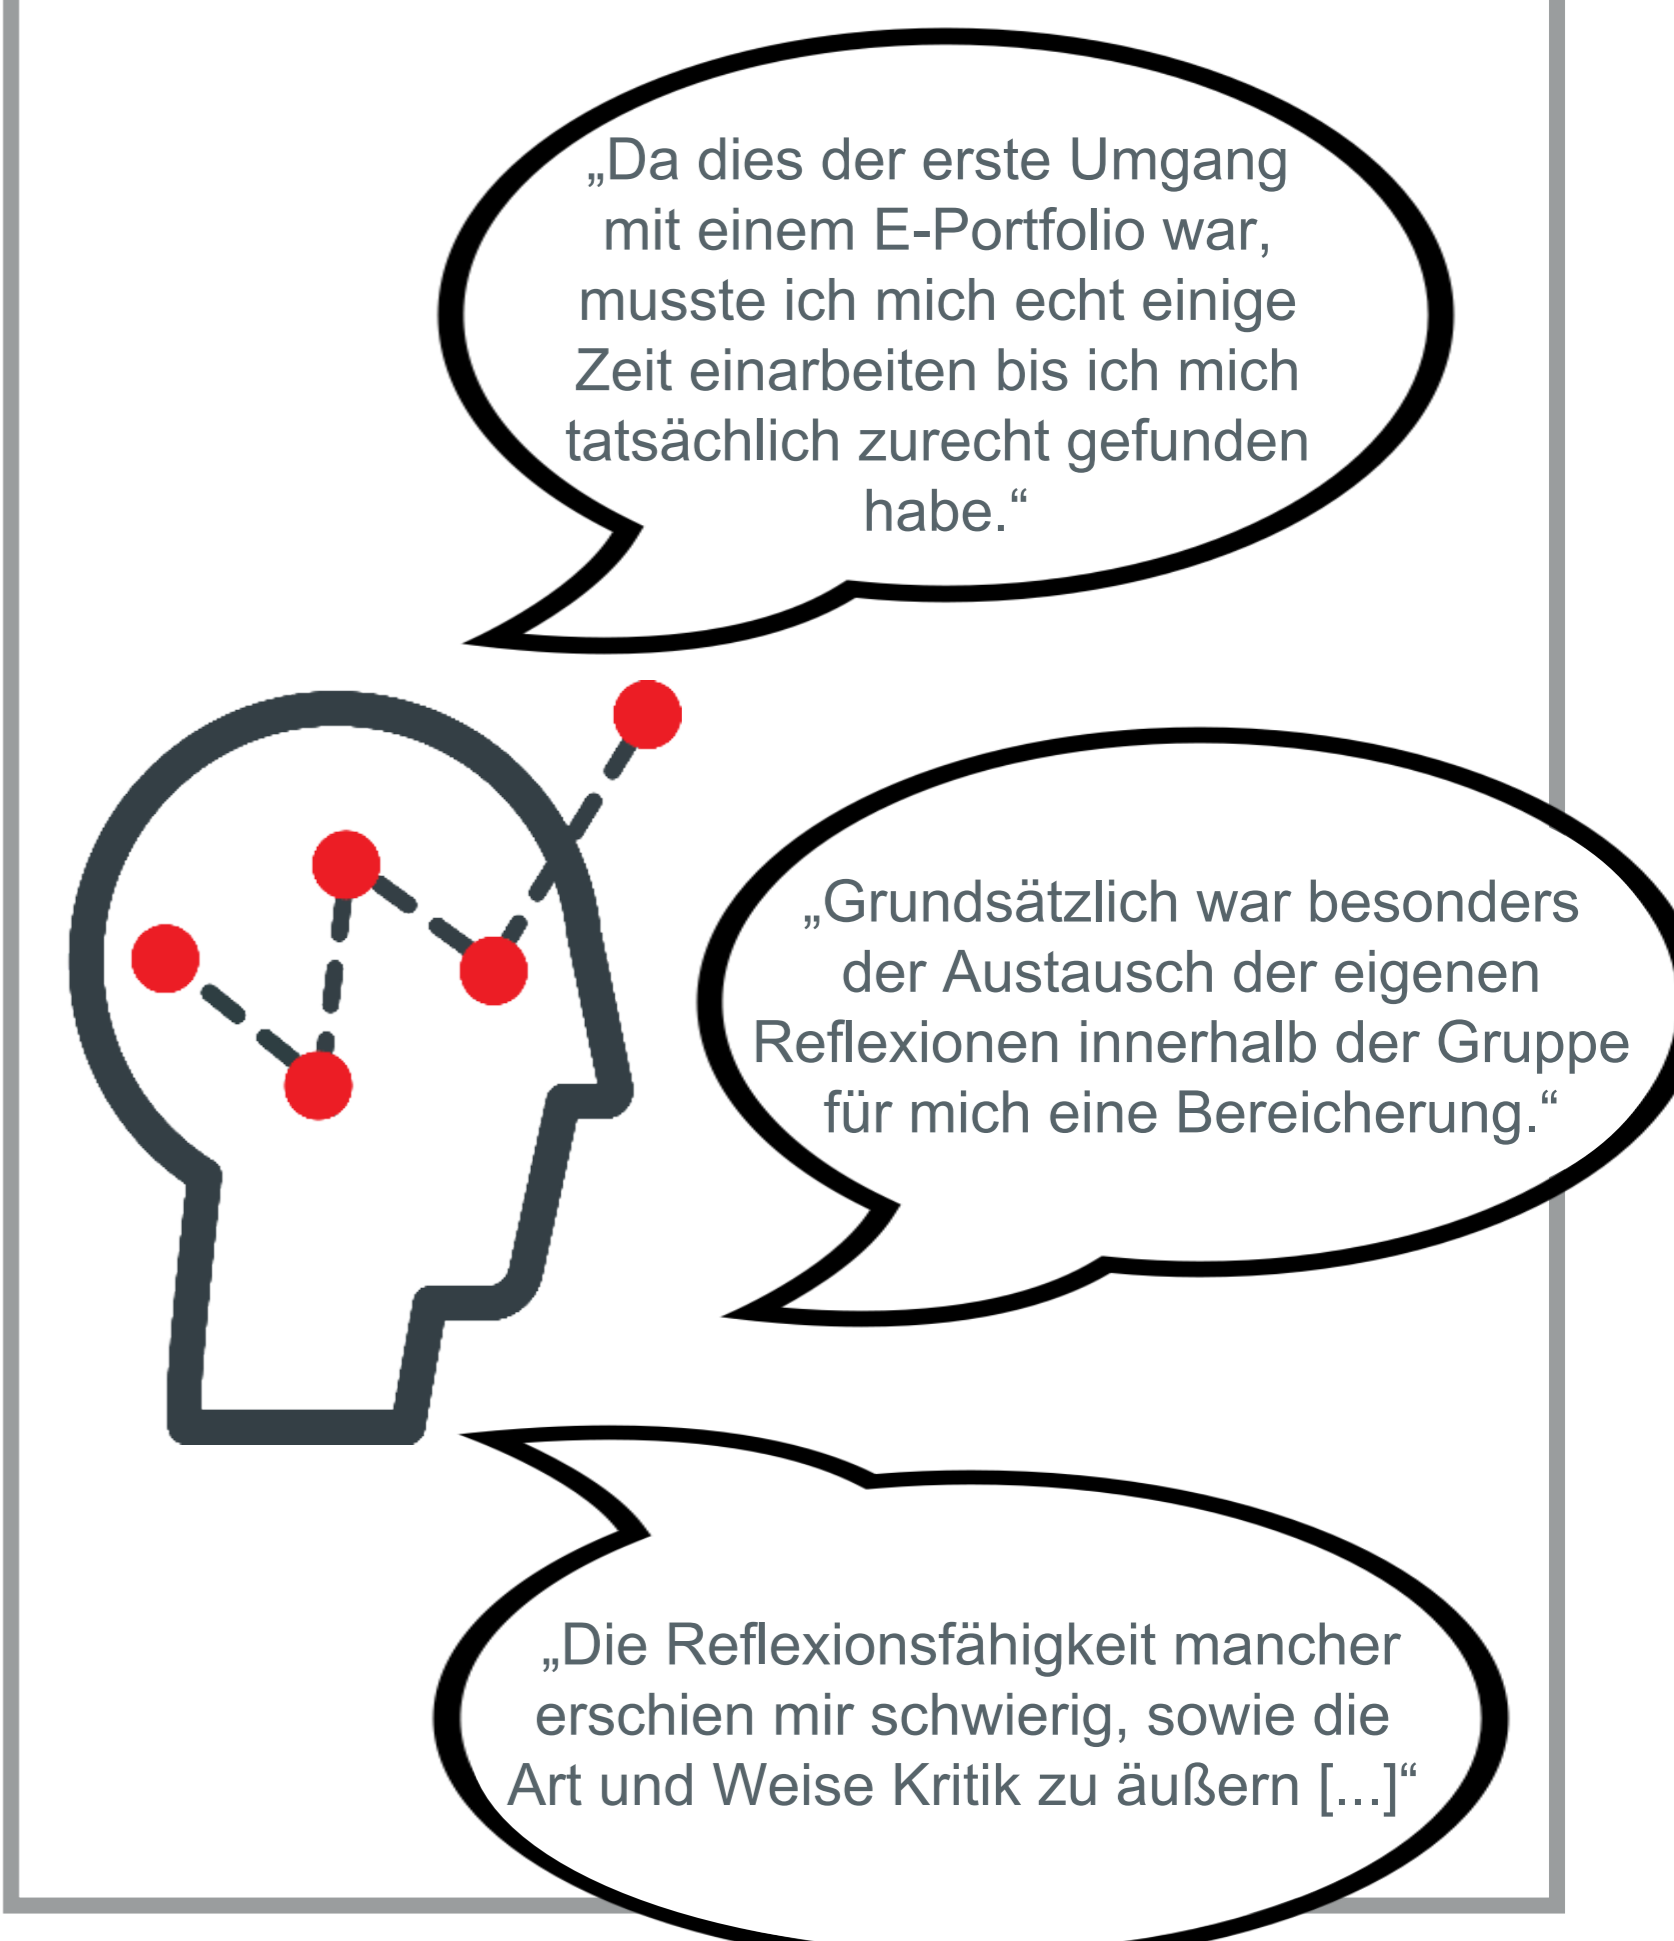 „Da dies der erste Umgang
mit einem E-Portfolio war,
musste ich mich echt einige
Zeit einarbeiten bis ich mich
tatsächlich zurecht gefunden
habe.“
„Grundsätzlich war besonders
der Austausch der eigenen
Reflexionen innerhalb der Gruppe
für mich eine Bereicherung.“
„Die Reflexionsfähigkeit mancher
erschien mir schwierig, sowie die
Art und Weise Kritik zu äußern [...]“